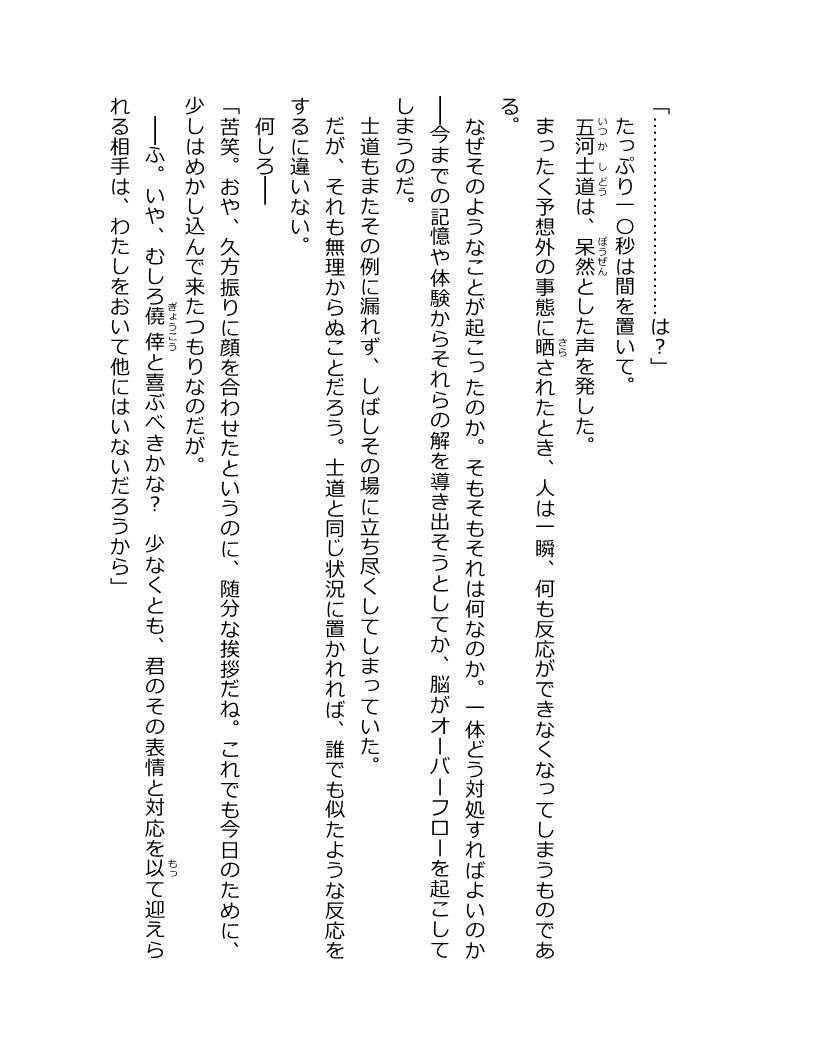 「……………………………は？」
たっぷり一〇秒は間を置いて。
五河士道は、呆然とした声を発した。
まったく予想外の事態に晒されたとき、人は一瞬、何も反応ができなくなってしまうものであ
る。
なぜそのようなことが起こったのか。そもそもそれは何なのか。一体どう対処すればよいのか
──今までの記憶や体験からそれらの解を導き出そうとしてか、脳がオーバーフローを起こして
しまうのだ。
士道もまたその例に漏れず、しばしその場に立ち尽くしてしまっていた。
だが、それも無理からぬことだろう。士道と同じ状況に置かれれば、誰でも似たような反応を
するに違いない。
何しろ──
「苦笑。おや、久方振りに顔を合わせたというのに、随分な挨拶だね。これでも今日のために、
少しはめかし込んで来たつもりなのだが。
──ふ。いや、むしろ僥倖と喜ぶべきかな？　少なくとも、君のその表情と対応を以て迎えら
れる相手は、わたしをおいて他にはいないだろうから」